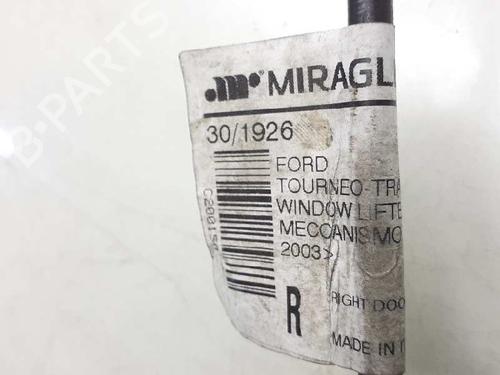 MIRAGL
30/1926
FORD
TOURNEO-TRA
WINDOW LIFTE
MECCANISMO
2003>
R
RIGHT DOO
MADE IN I
B-PARTS